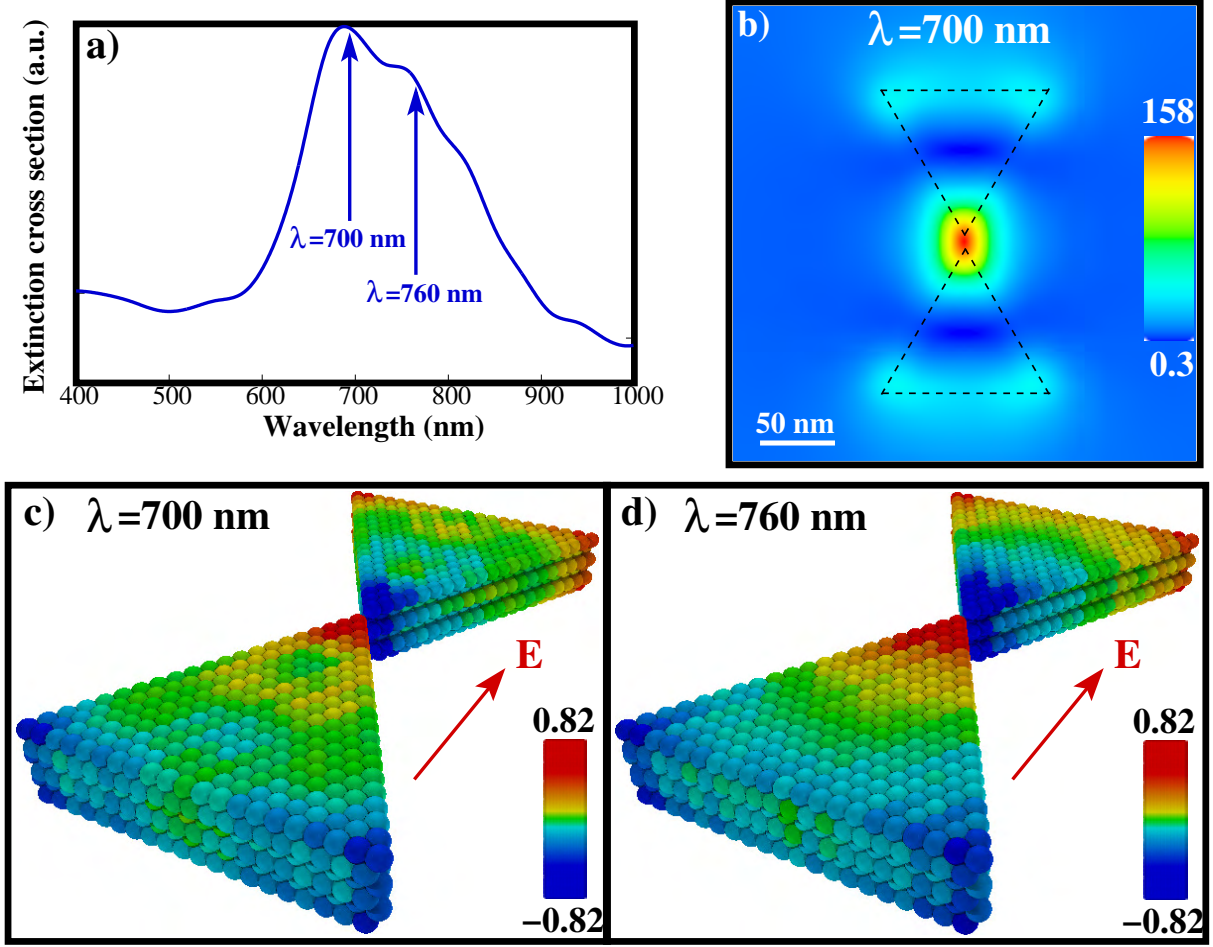 a)
Extinction cross section (a.u.)
λ=700 nm
λ=760 nm
400 500 600 700 800 900 1000
Wavelength (nm)
b) λ=700 nm
158
0.3
50 nm
c) λ=700 nm
E
0.82
−0.82
d) λ=760 nm
E
0.82
−0.82